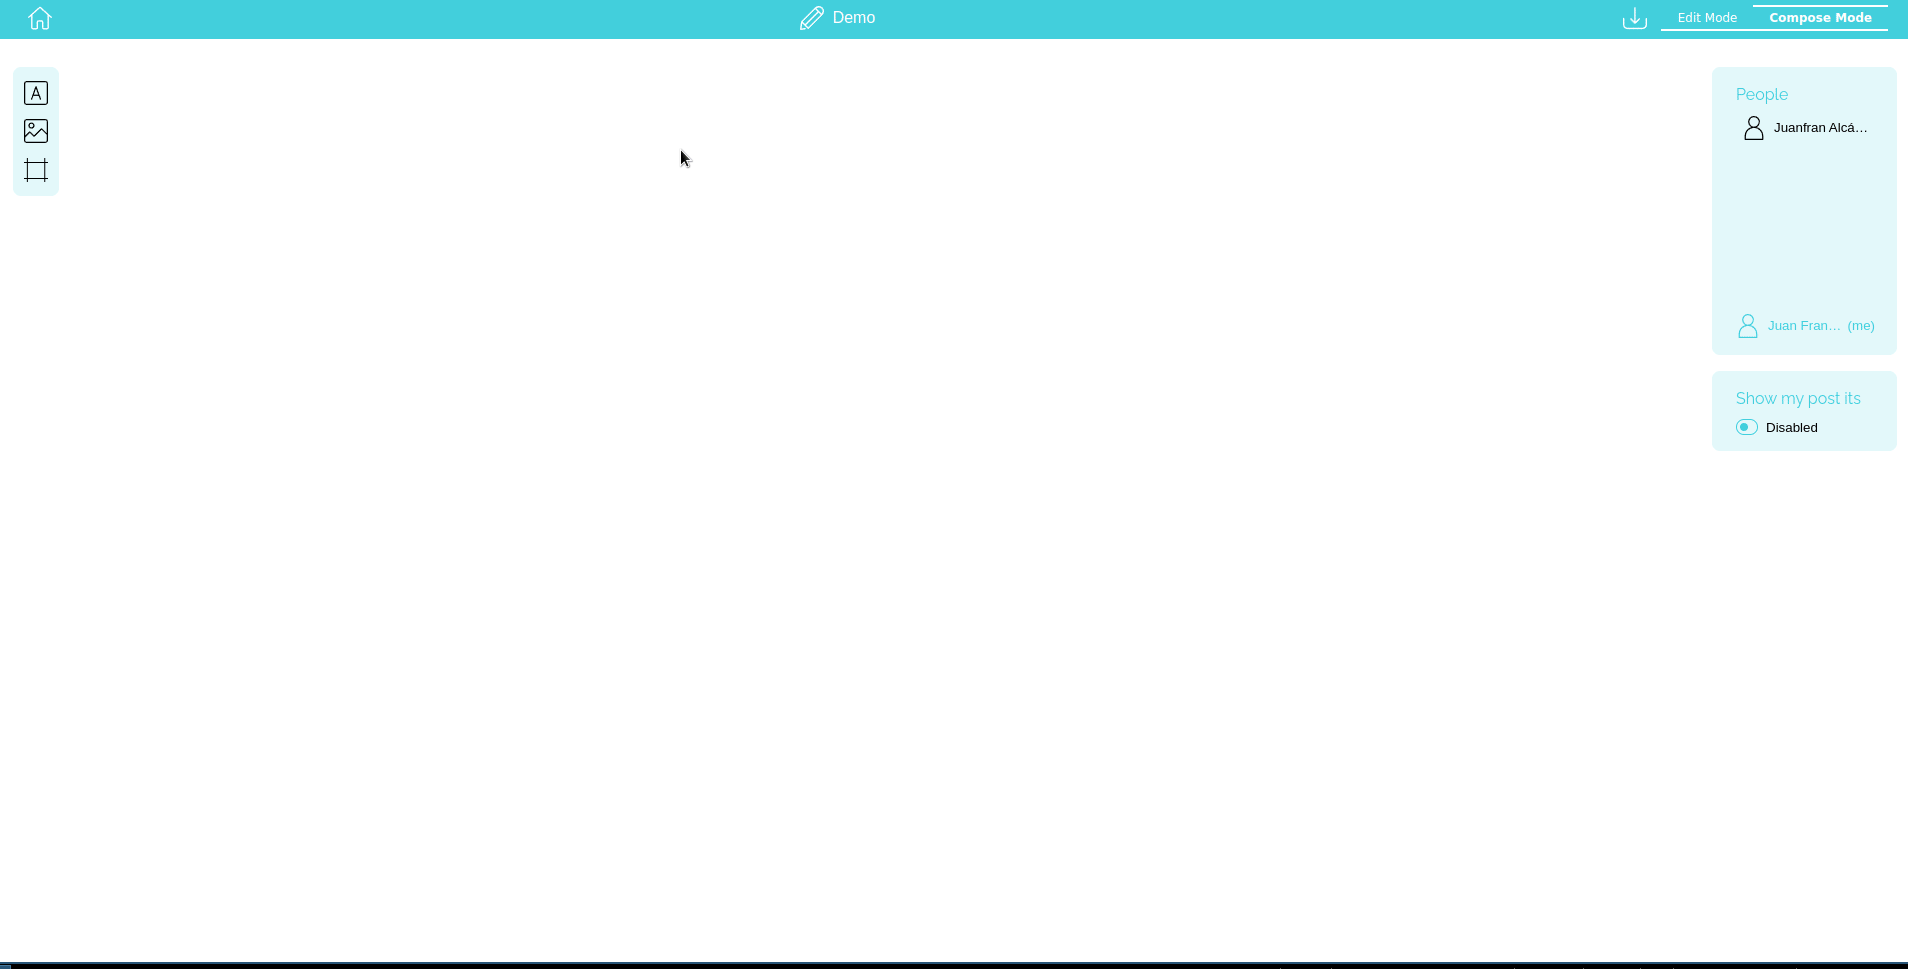 Demo
Edit Mode
Compose Mode
A
People
Juanfran Alcá...
Juan Fran... (me)
Show my post its
Disabled